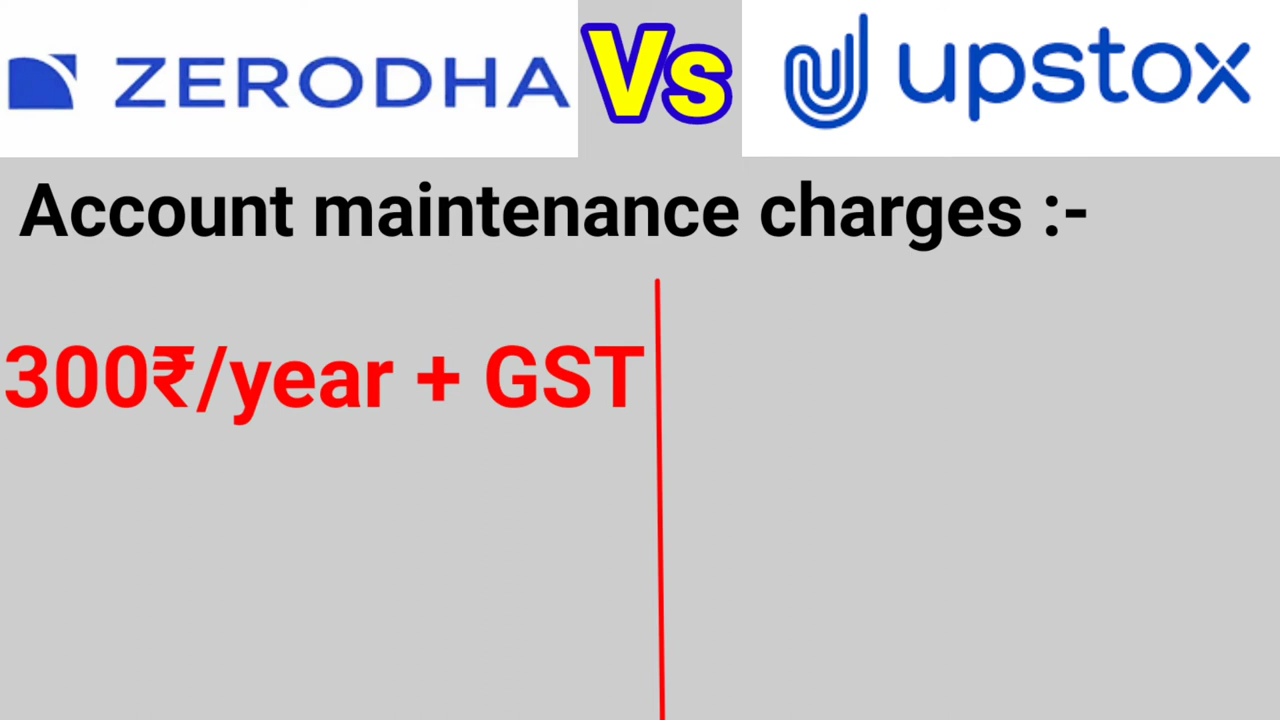 ZERODHA Vs upstox
Account maintenance charges :-
300₹/year + GST